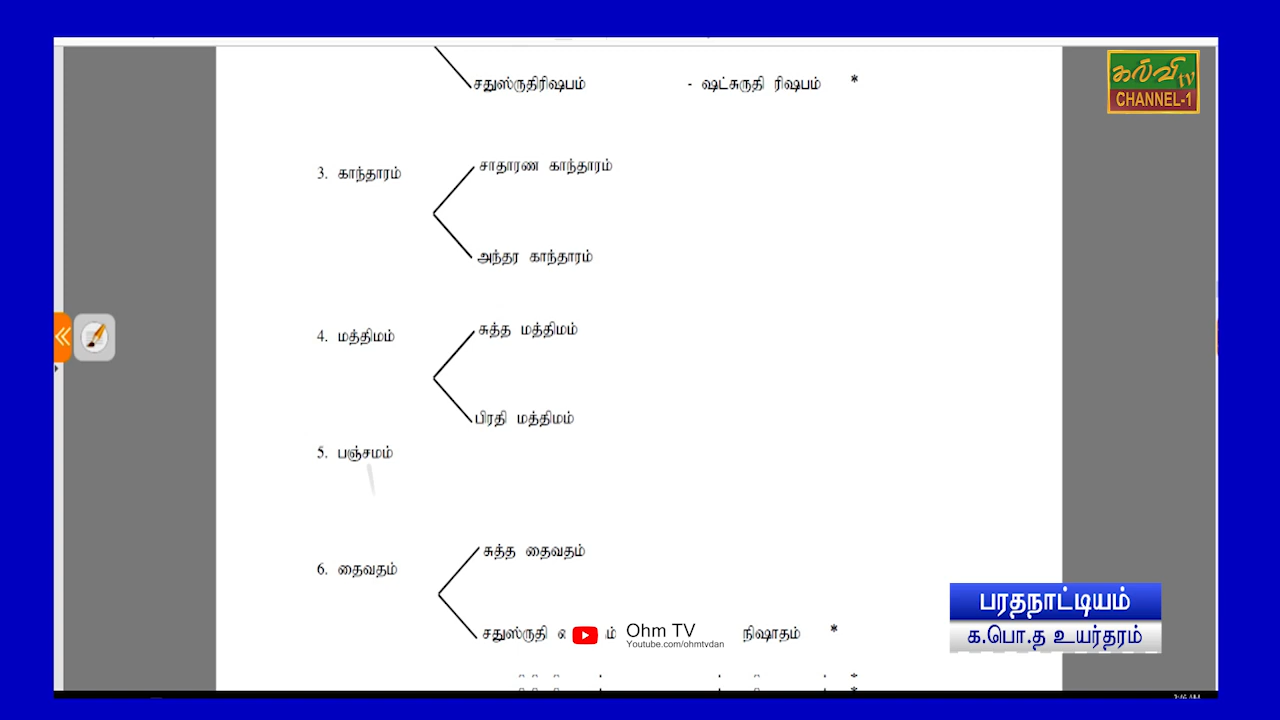 சதுஸ்ருதிரிஷபம் - ஷட்சுருதி ரிஷபம் *
கல்வி TV
CHANNEL-1
3. காந்தாரம்
சாதாரண காந்தாரம்
அந்தர காந்தாரம்
4. மத்திமம்
சுத்த மத்திமம்
பிரதி மத்திமம்
5. பஞ்சமம்
6. தைவதம்
சுத்த தைவதம்
சதுஸ்ருதி
நிஷாதம் *
Ohm TV
Youtube.com/ohmtvdan
பரதநாட்டியம்
க.பொ.த உயர்தரம்